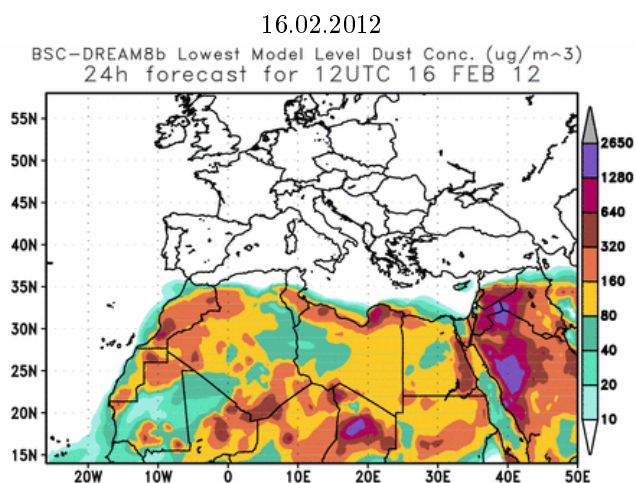 16.02.2012
BSC-DREAM8b Lowest Model Level Dust Conc. (ug/m^3)
24h forecast for 12UTC 16 FEB 12
55N
50N
45N
40N
35N
30N
25N
20N
15N
20W 10W 0 10E 20E 30E 40E 50E
2650
1280
640
320
160
80
40
20
10